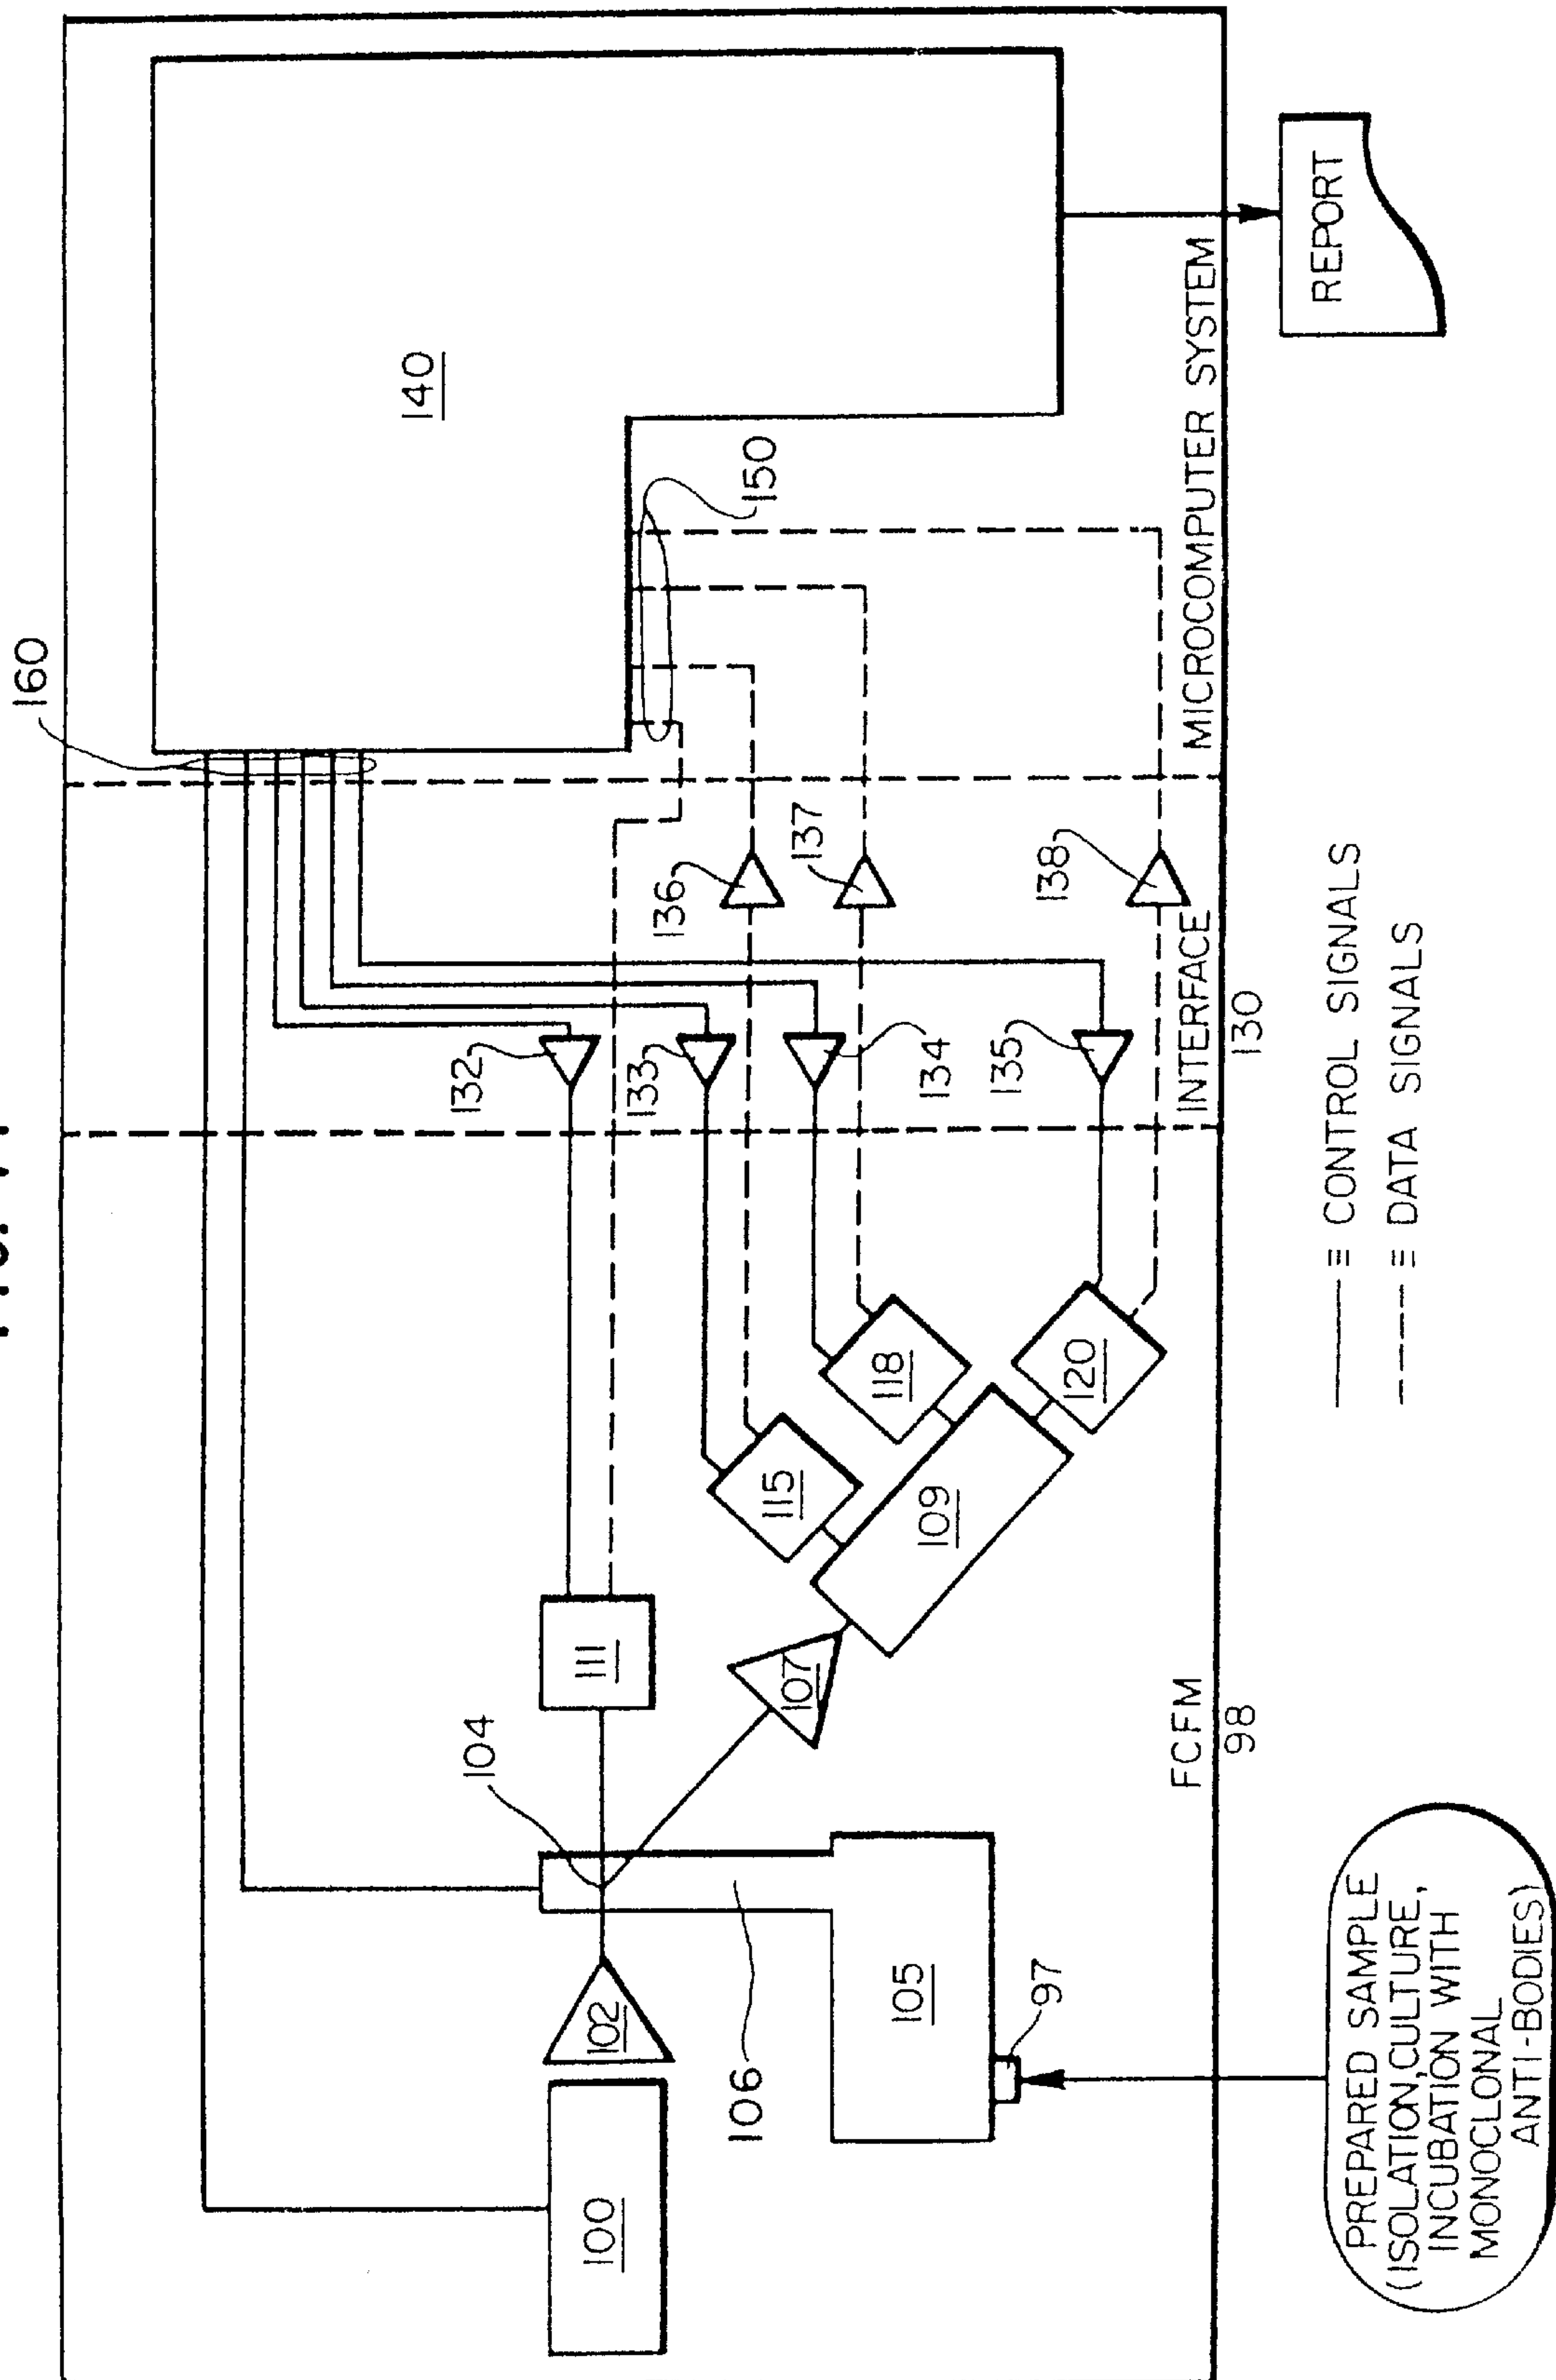 160
140
150
136
137
138
132
133
134
135
104
111
115
118
107
109
120
100
102
106
105
97
FCFM
98
INTERFACE
130
MICROCOMPUTER SYSTEM
REPORT
PREPARED SAMPLE
(ISOLATION,CULTURE,
INCUBATION WITH
MONOCLONAL
ANTI-BODIES)
—— ≡ CONTROL SIGNALS
---- ≡ DATA SIGNALS